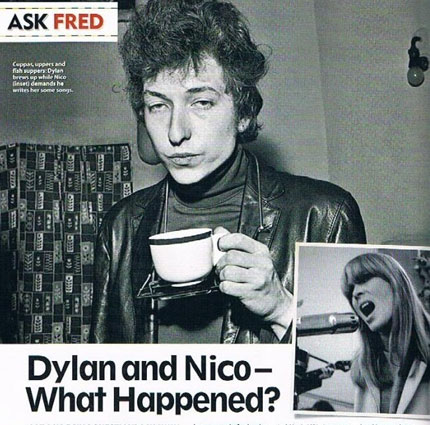 ASK FRED
Cuppas, uppers and
fish suppers: Dylan
brews up while Nico
(inset) demands he
writes her some songs.
Dylan and Nico–
What Happened?